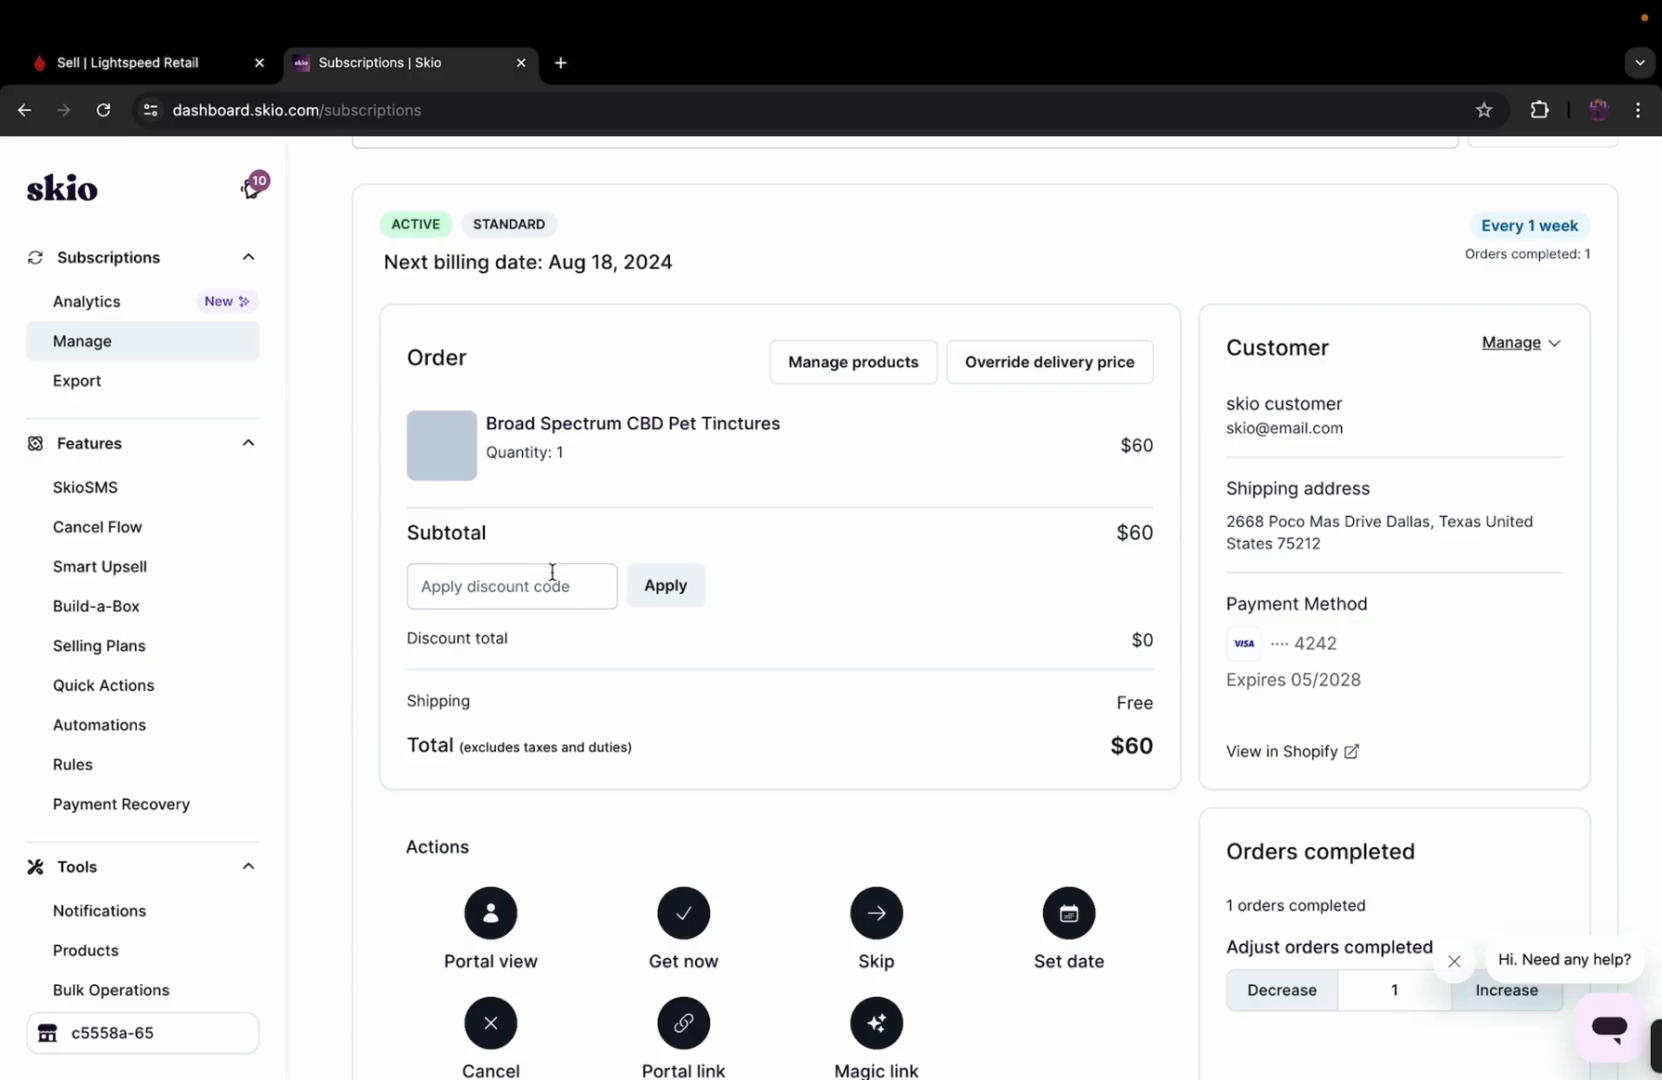 Sell | Lightspeed Retail
skio
Subscriptions | Skio
dashboard.skio.com/subscriptions
skio
10
Subscriptions
Analytics
New
Manage
Export
Features
SkioSMS
Cancel Flow
Smart Upsell
Build-a-Box
Selling Plans
Quick Actions
Automations
Rules
Payment Recovery
Tools
Notifications
Products
Bulk Operations
c5558a-65
ACTIVE
STANDARD
Next billing date: Aug 18, 2024
Every 1 week
Orders completed: 1
Order
Manage products
Override delivery price
Broad Spectrum CBD Pet Tinctures
Quantity: 1
$60
Subtotal
$60
Apply discount code
Apply
Discount total
$0
Shipping
Free
Total (excludes taxes and duties)
$60
Customer
Manage
skio customer
skio@email.com
Shipping address
2668 Poco Mas Drive Dallas, Texas United
States 75212
Payment Method
VISA
···· 4242
Expires 05/2028
View in Shopify
Actions
Portal view
Get now
Skip
Set date
Cancel
Portal link
Magic link
Orders completed
1 orders completed
Adjust orders completed
Decrease
1
Increase
Hi. Need any help?